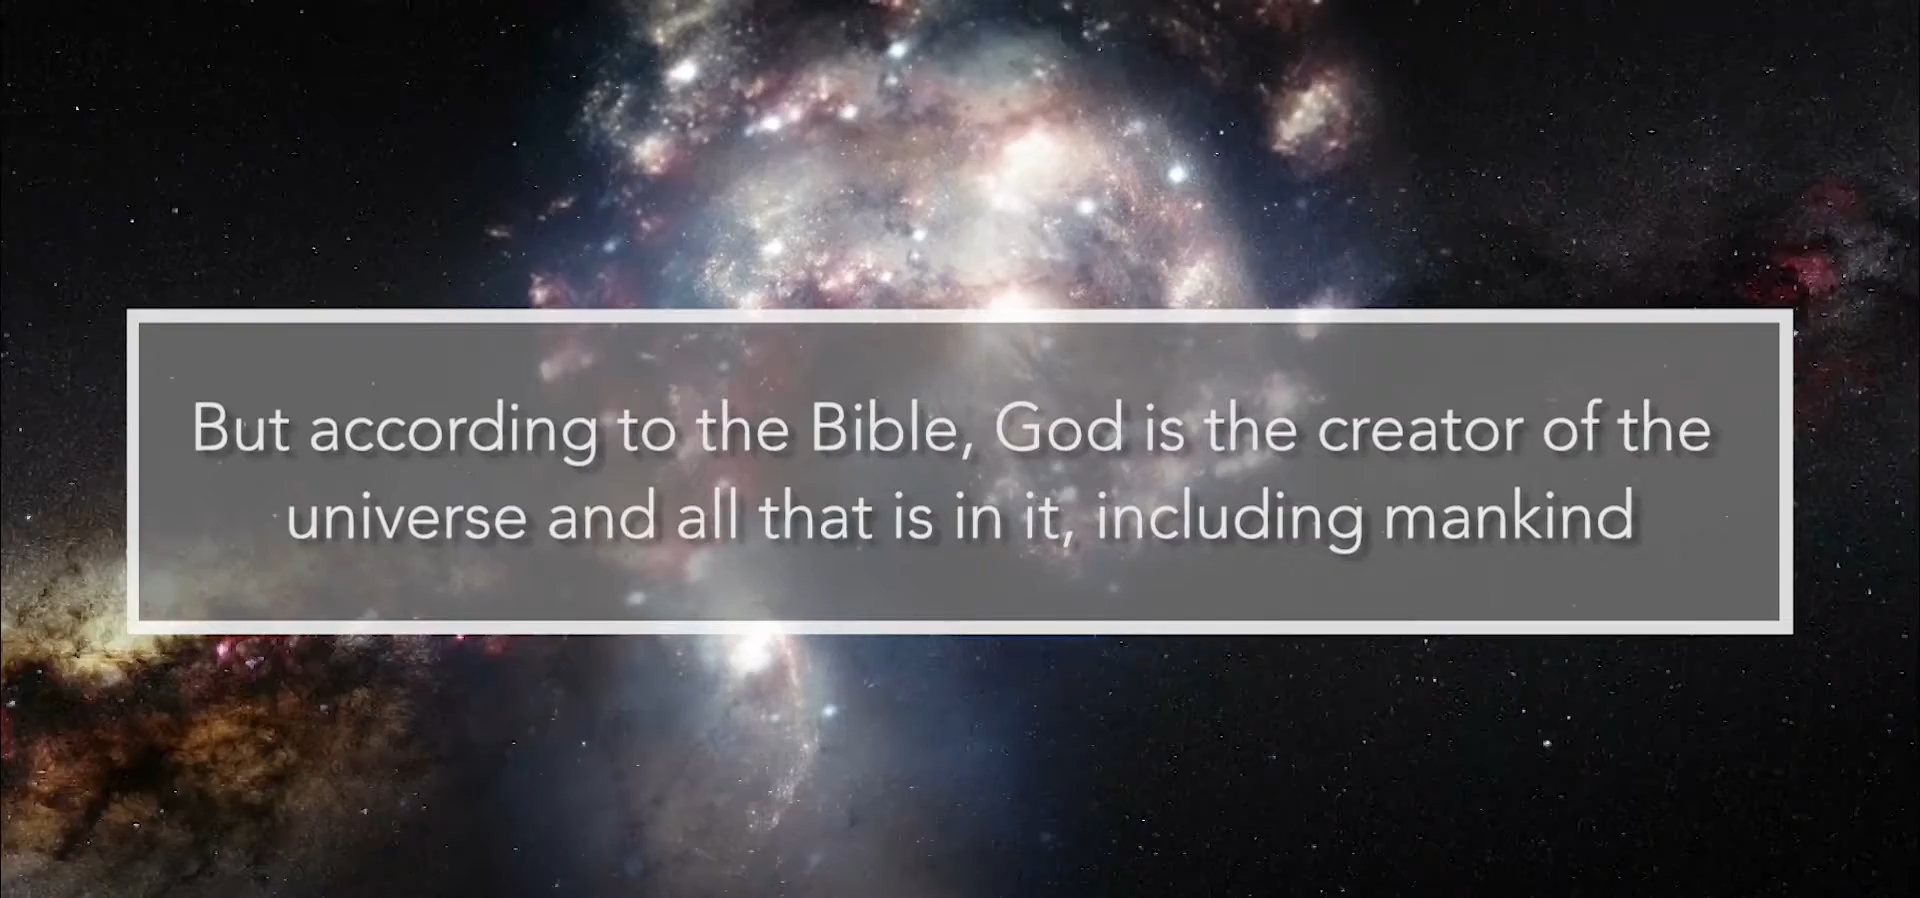 But according to the Bible, God is the creator of the
universe and all that is in it, including mankind